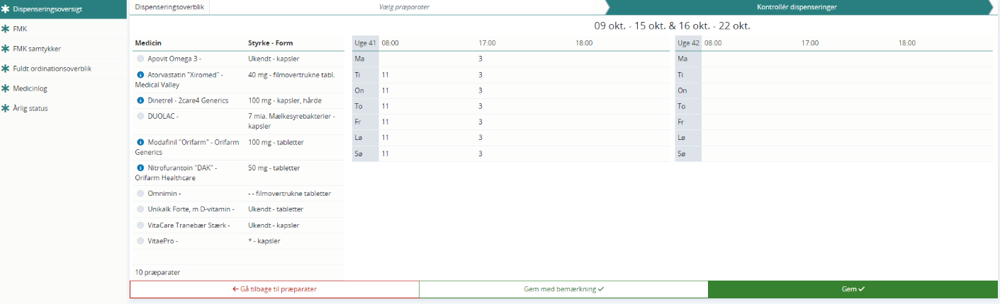 Dispenseringsoversigt
FMK
FMK samtykker
Fuldt ordinationsoverblik
Medicinlog
Årlig status
Dispenseringsoverblik Vælg præparater Kontrollér dispenseringer
09 okt. - 15 okt. & 16 okt. - 22 okt.
Medicin Styrke - Form
Apovit Omega 3 - Ukendt - kapsler
Atorvastatin "Xiromed" - 40 mg - filmovertrukne tabl.
Medical Valley
Dinetrel - 2care4 Generics 100 mg - kapsler, hårde
DUOLAC - 7 mia. Mælkesyrebakterier -
kapsler
Modafinil "Orifarm" - Orifarm 100 mg - tabletter
Generics
Nitrofurantoin "DAK" - 50 mg - tabletter
Orifarm Healthcare
Omnimin - - - filmovertrukne tabletter
Unikalk Forte, m D-vitamin - Ukendt - tabletter
VitaCare Tranebær Stærk - Ukendt - kapsler
VitaePro - * - kapsler
10 præparater
Uge 41 08:00 17:00 18:00
Ma 3
Ti 11 3
On 11 3
To 11 3
Fr 11 3
Lø 11 3
Sø 11 3
Uge 42 08:00 17:00 18:00
Ma
Ti
On
To
Fr
Lø
Sø
Gå tilbage til præparater Gem med bemærkning Gem